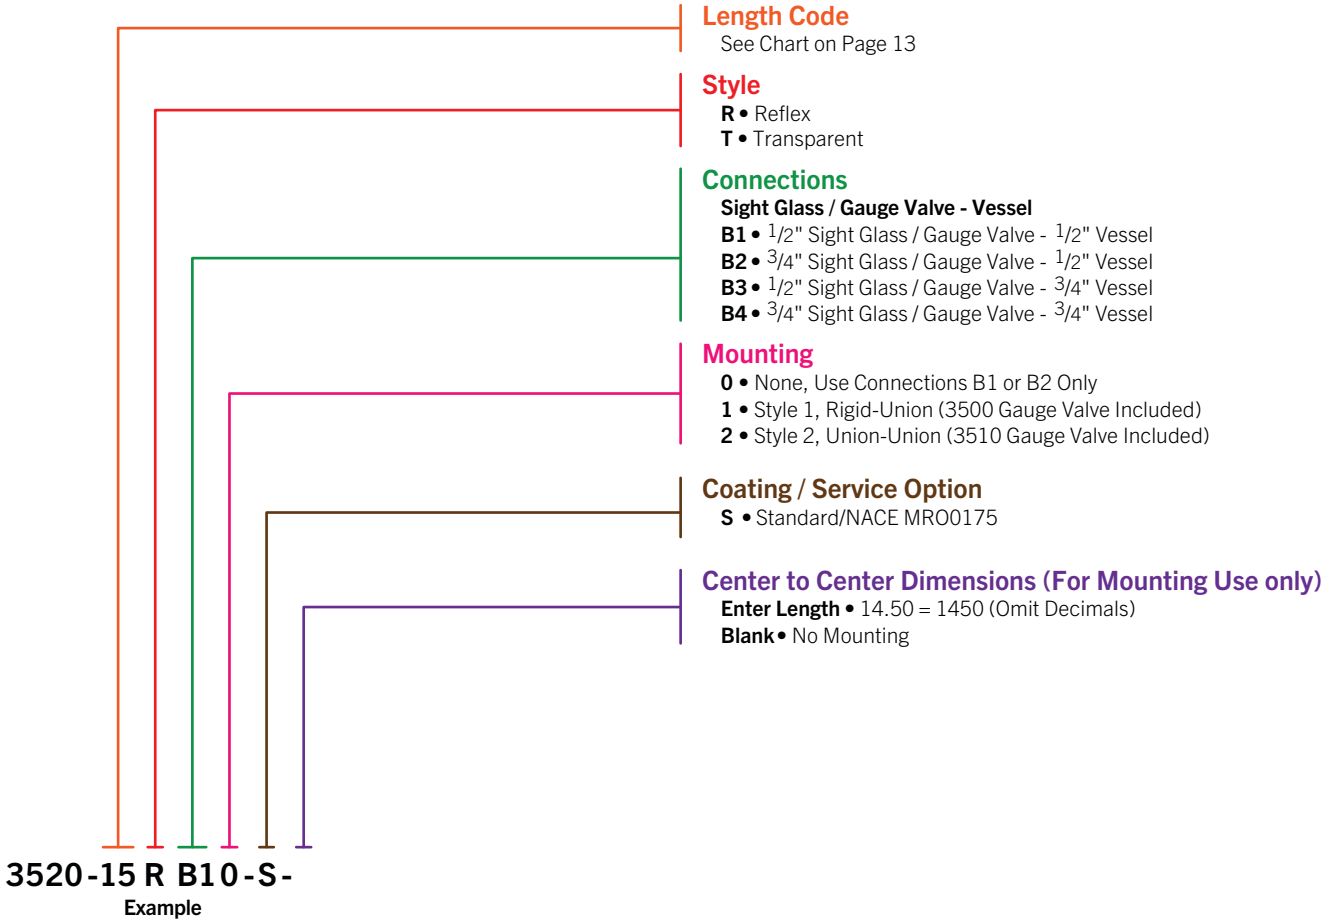 Length Code
See Chart on Page 13
Style
R • Reflex
T • Transparent
Connections
Sight Glass / Gauge Valve - Vessel
B1 • 1/2" Sight Glass / Gauge Valve - 1/2" Vessel
B2 • 3/4" Sight Glass / Gauge Valve - 1/2" Vessel
B3 • 1/2" Sight Glass / Gauge Valve - 3/4" Vessel
B4 • 3/4" Sight Glass / Gauge Valve - 3/4" Vessel
Mounting
0 • None, Use Connections B1 or B2 Only
1 • Style 1, Rigid-Union (3500 Gauge Valve Included)
2 • Style 2, Union-Union (3510 Gauge Valve Included)
Coating / Service Option
S • Standard/NACE MRO0175
Center to Center Dimensions (For Mounting Use only)
Enter Length • 14.50 = 1450 (Omit Decimals)
Blank • No Mounting
3520-15 R B1 0 - S -
Example